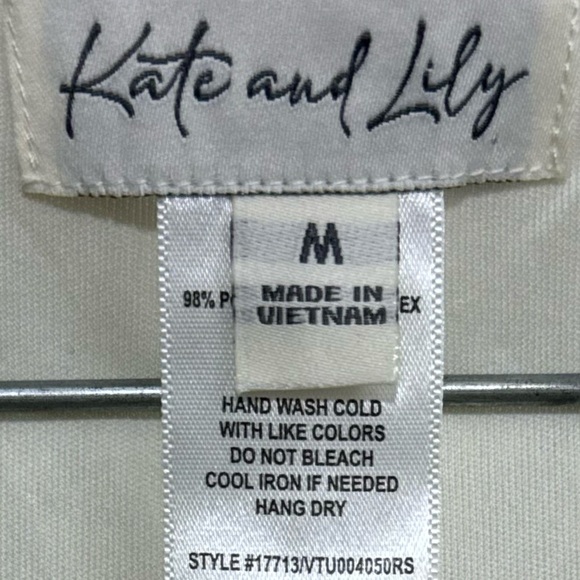 Kate and Lily
M
MADE IN
VIETNAM
98% P EX
HAND WASH COLD
WITH LIKE COLORS
DO NOT BLEACH
COOL IRON IF NEEDED
HANG DRY
STYLE #17713/VTU004050RS